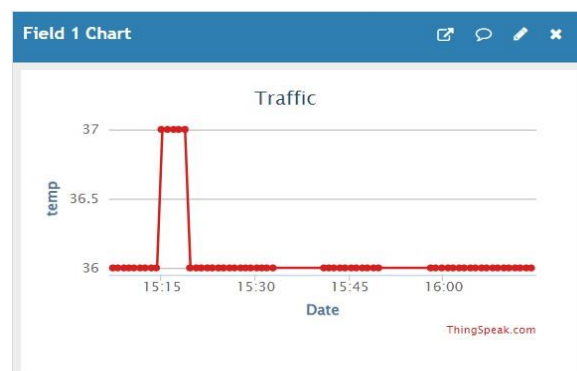 Field 1 Chart
Traffic
37
36.5
36
temp
15:15 15:30 15:45 16:00
Date
ThingSpeak.com